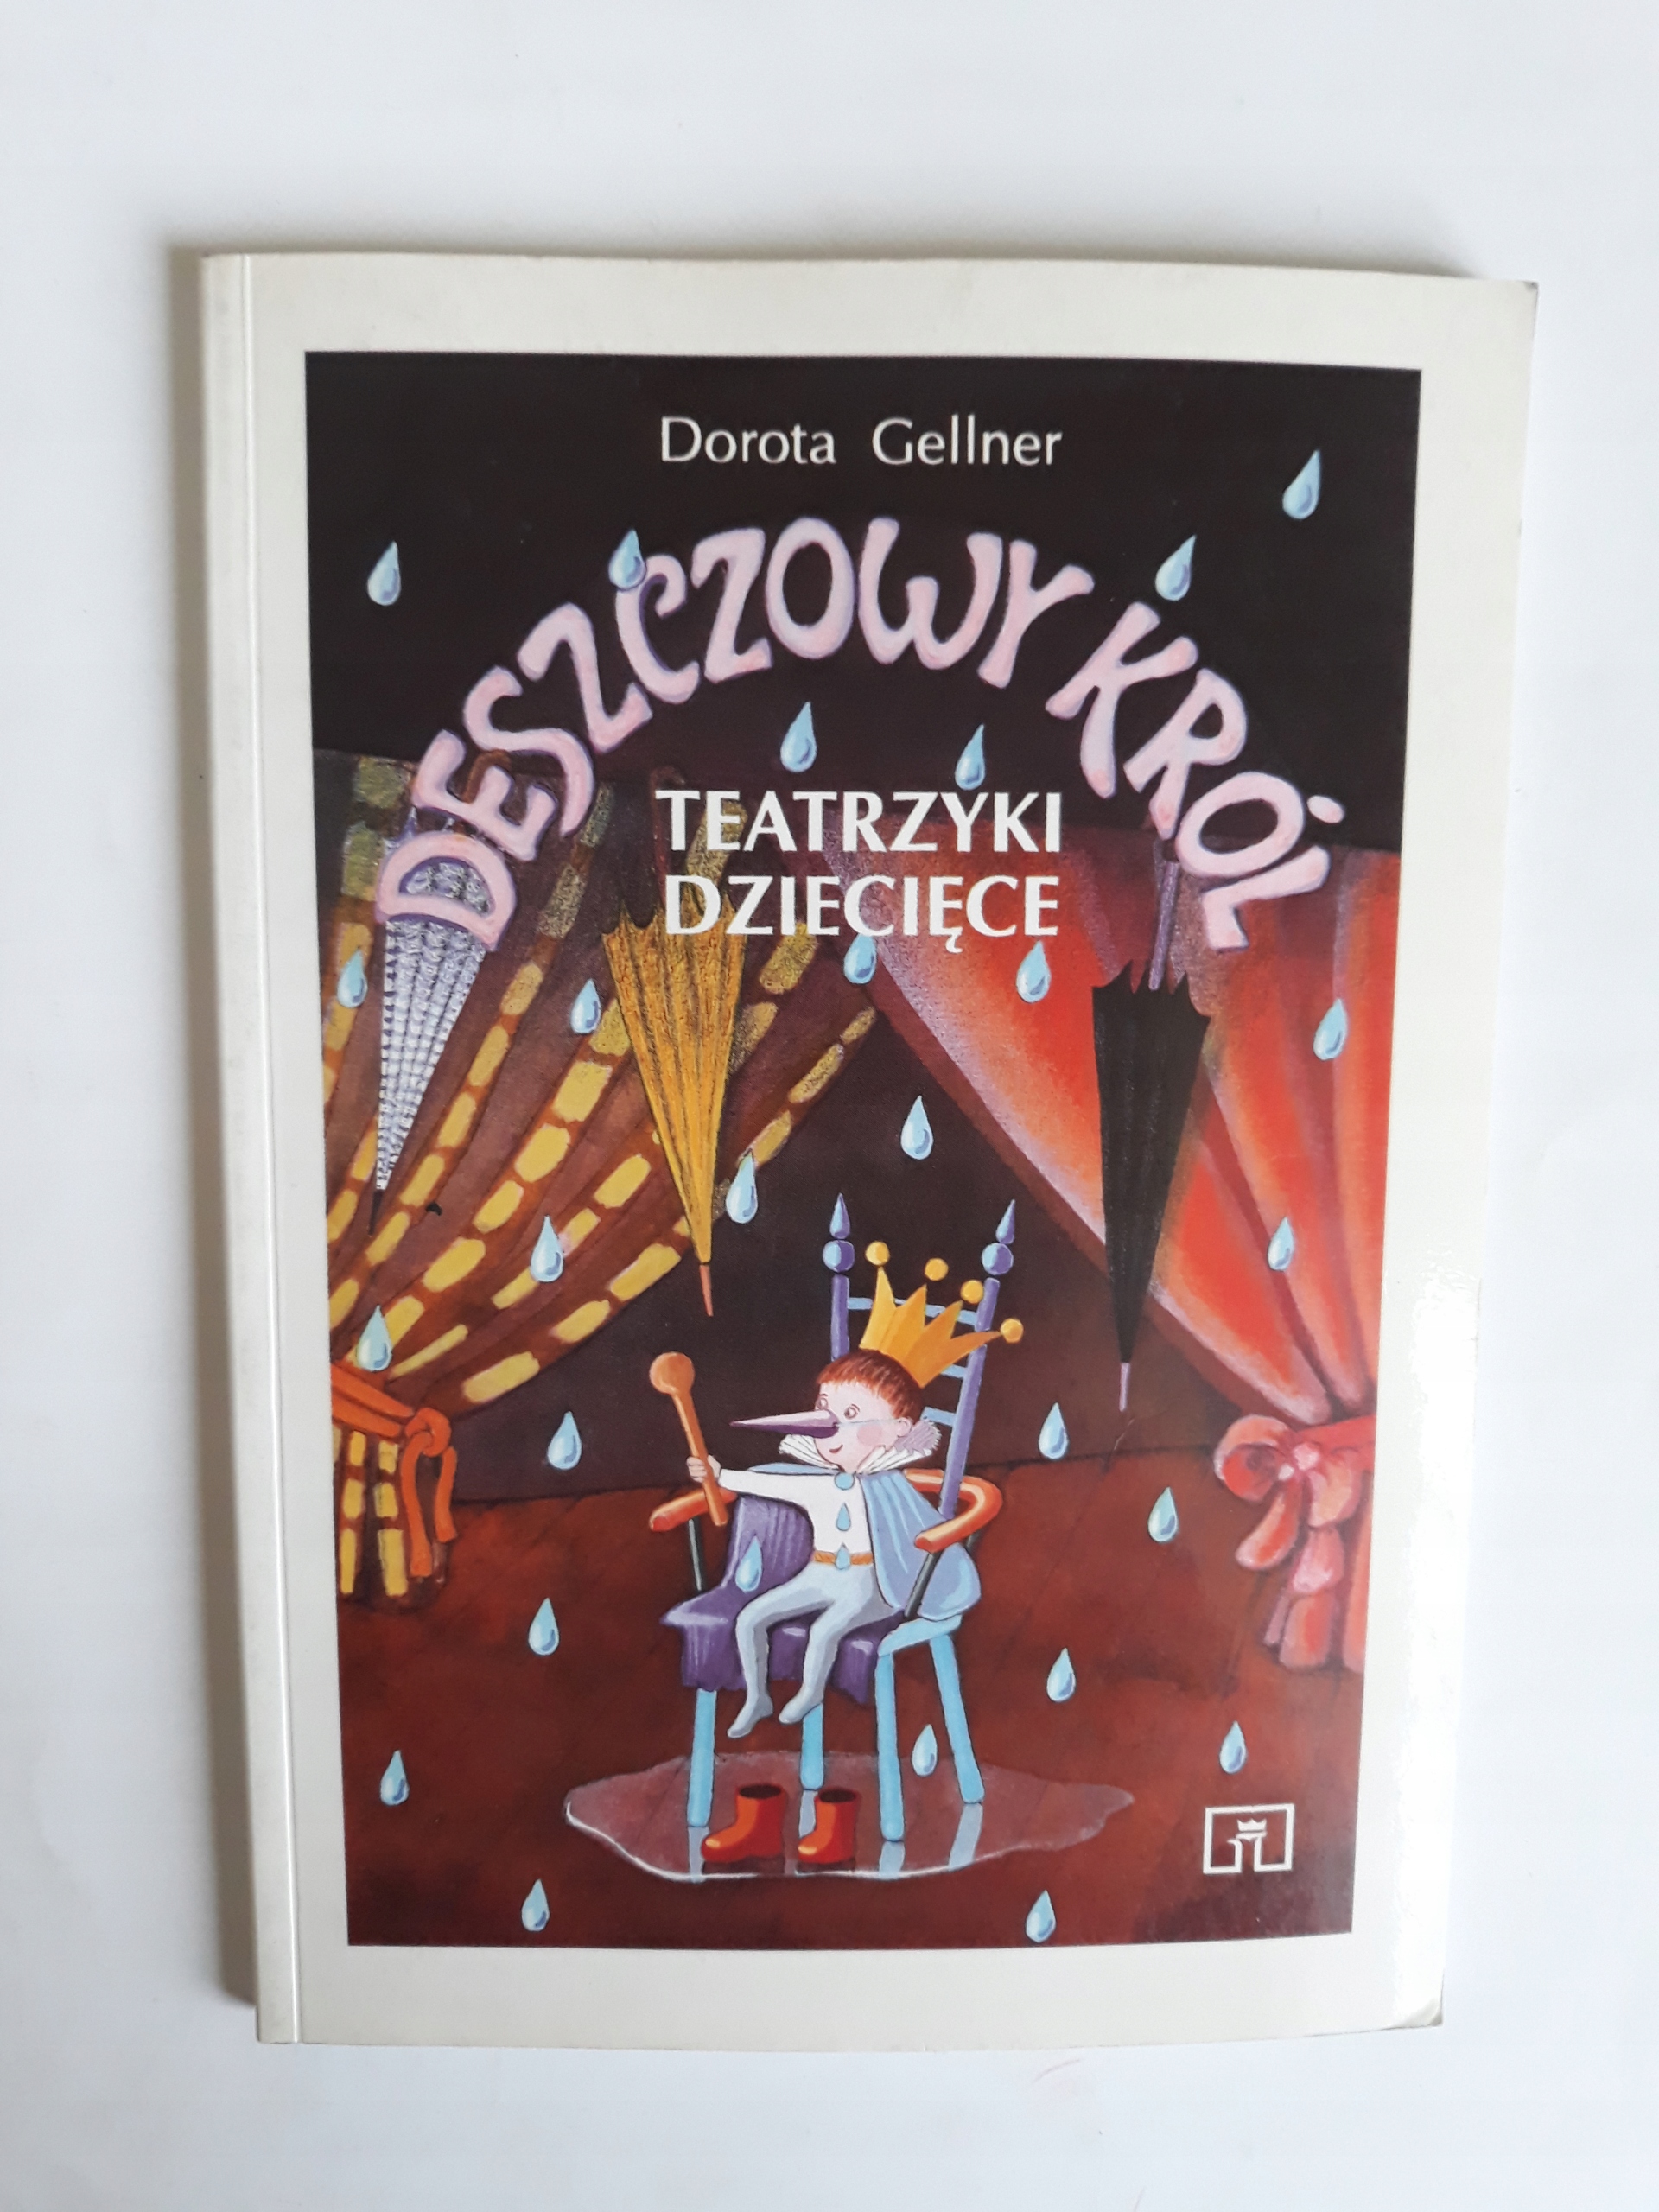 Dorota Gellner
DESZCZOWY KRÓL
TEATRZYKI
DZIECIĘCE